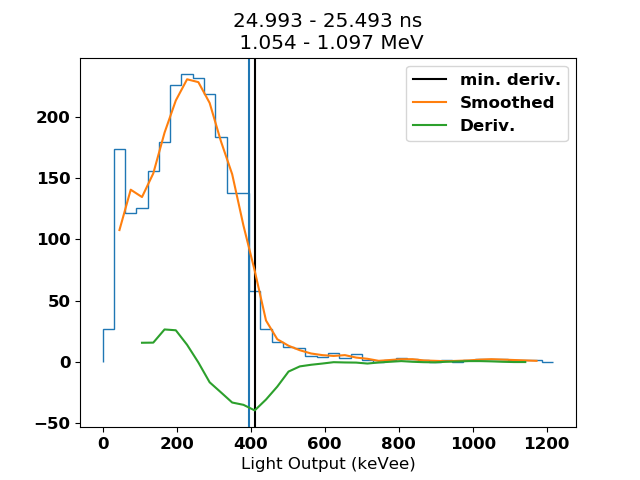 24.993 - 25.493 ns
1.054 - 1.097 MeV
min. deriv.
Smoothed
Deriv.
200
150
100
50
0
−50
0 200 400 600 800 1000 1200
Light Output (keVee)